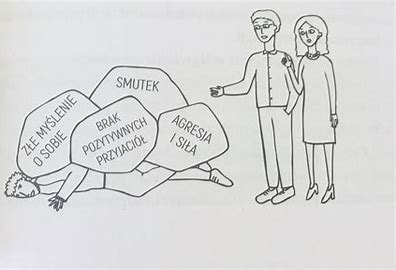 SMUTEK
ZŁE MYŚLENIE
O SOBIE
BRAK
POZYTYWNYCH
PRZYJACIÓŁ
AGRESJA
I SIŁA